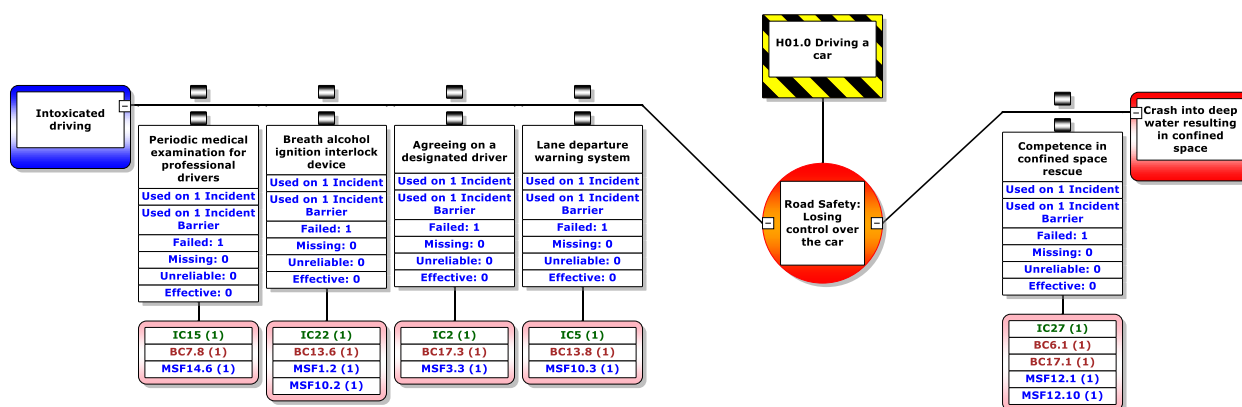 H01.0 Driving a
car
Intoxicated
driving
Periodic medical
examination for
professional
drivers
Used on 1 Incident
Used on 1 Incident
Barrier
Failed: 1
Missing: 0
Unreliable: 0
Effective: 0
IC15 (1)
BC7.8 (1)
MSF14.6 (1)
Breath alcohol
ignition interlock
device
Used on 1 Incident
Used on 1 Incident
Barrier
Failed: 1
Missing: 0
Unreliable: 0
Effective: 0
IC22 (1)
BC13.6 (1)
MSF1.2 (1)
MSF10.2 (1)
Agreeing on a
designated driver
Used on 1 Incident
Used on 1 Incident
Barrier
Failed: 1
Missing: 0
Unreliable: 0
Effective: 0
IC2 (1)
BC17.3 (1)
MSF3.3 (1)
Lane departure
warning system
Used on 1 Incident
Used on 1 Incident
Barrier
Failed: 1
Missing: 0
Unreliable: 0
Effective: 0
IC5 (1)
BC13.8 (1)
MSF10.3 (1)
Road Safety:
Losing
control over
the car
Competence in
confined space
rescue
Used on 1 Incident
Used on 1 Incident
Barrier
Failed: 1
Missing: 0
Unreliable: 0
Effective: 0
IC27 (1)
BC6.1 (1)
BC17.1 (1)
MSF12.1 (1)
MSF12.10 (1)
Crash into deep
water resulting
in confined
space